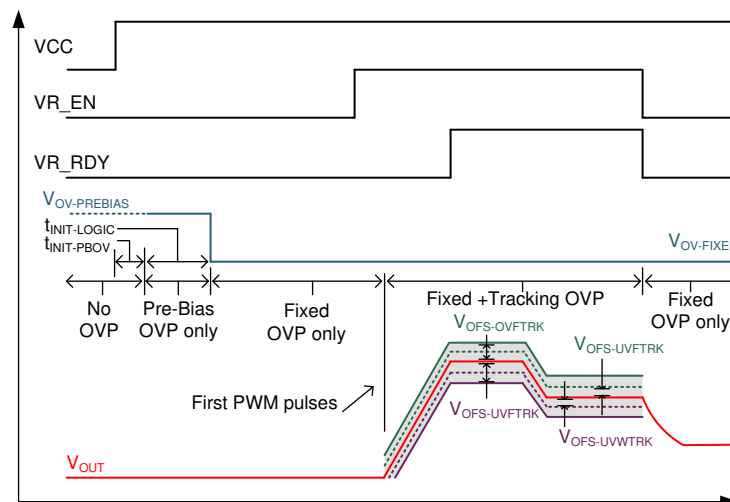 VCC
VR_EN
VR_RDY
VOV-PREBIAS
tINIT-LOGIC
tINIT-PBOV
VOV-FIXED
No
OVP
Pre-Bias
OVP only
Fixed
OVP only
Fixed +Tracking OVP
Fixed
OVP only
VOFS-OVFTRK
VOFS-UVFTRK
First PWM pulses
VOFS-UVFTRK
VOFS-UVWTRK
VOUT